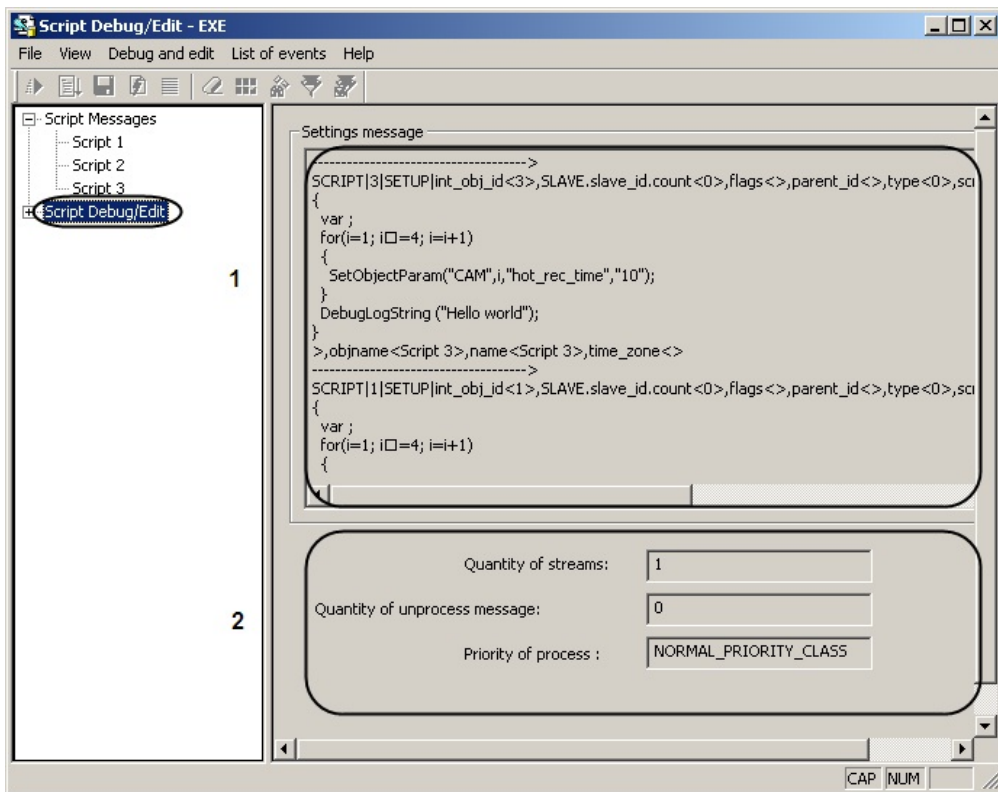 Script Debug/Edit - EXE
File View Debug and edit List of events Help
Script Messages
Script 1
Script 2
Script 3
Script Debug/Edit
1
2
Settings message
------------------------------------->
SCRIPT|3|SETUP|int_obj_id<3>,SLAVE.slave_id.count<0>,flags<>,parent_id<>,type<0>,scr
{
var ;
for(i=1; i□=4; i=i+1)
{
SetObjectParam("CAM",i,"hot_rec_time","10");
}
DebugLogString ("Hello world");
}
>,objname<Script 3>,name<Script 3>,time_zone<>
------------------------------------->
SCRIPT|1|SETUP|int_obj_id<1>,SLAVE.slave_id.count<0>,flags<>,parent_id<>,type<0>,scr
{
var ;
for(i=1; i□=4; i=i+1)
{
Quantity of streams: 1
Quantity of unprocess message: 0
Priority of process : NORMAL_PRIORITY_CLASS
CAP NUM